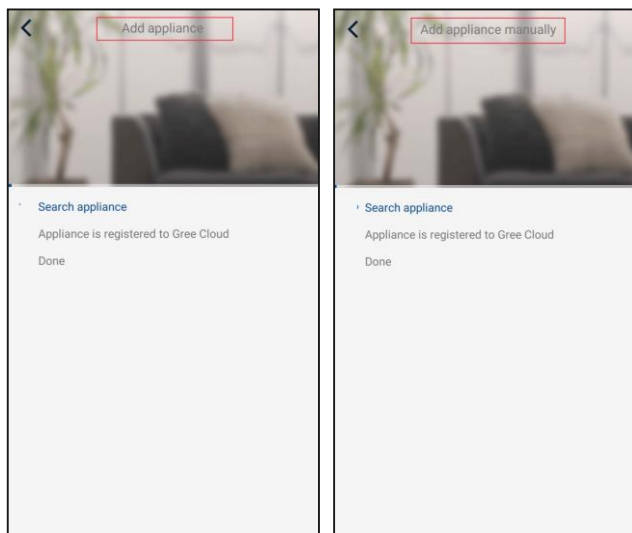 Add appliance
Search appliance
Appliance is registered to Gree Cloud
Done
Add appliance manually
Search appliance
Appliance is registered to Gree Cloud
Done